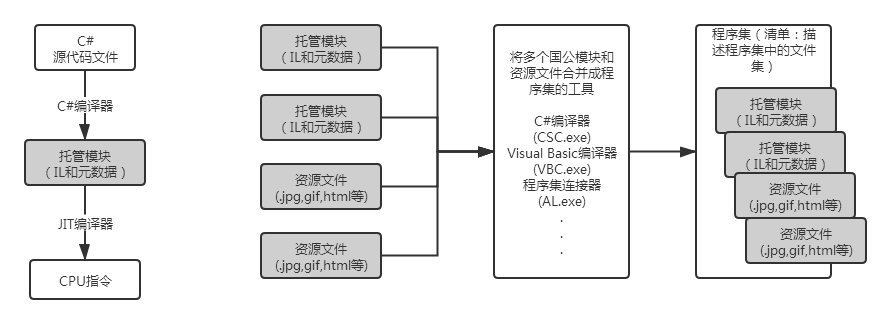 C#
源代码文件
C#编译器
托管模块
（IL和元数据）
JIT编译器
CPU指令
托管模块
（IL和元数据）
托管模块
（IL和元数据）
资源文件
(.jpg,gif,html等)
资源文件
(.jpg,gif,html等)
将多个国公模块和
资源文件合并成程
序集的工具
C#编译器
(CSC.exe)
Visual Basic编译器
(VBC.exe)
程序集连接器
(AL.exe)
.
.
.
程序集（清单：描
述程序集中的文件
集）
托管模块
（IL和元数据）
托管模块
（IL和元数据）
资源文件
(.jpg,gif,html等)
资源文件
(.jpg,gif,html等)